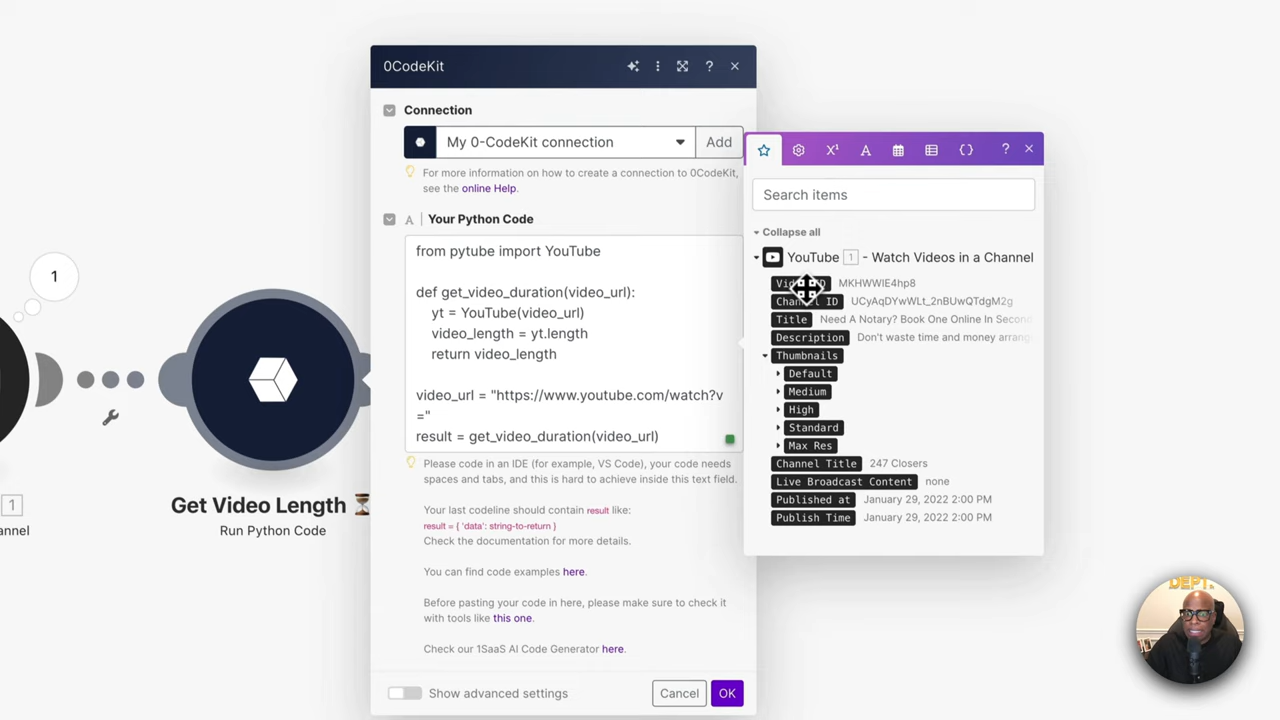 0CodeKit
Connection
My 0-CodeKit connection
Add
For more information on how to create a connection to 0CodeKit,
see the online Help.
A
Your Python Code
from pytube import YouTube
def get_video_duration(video_url):
yt = YouTube(video_url)
video_length = yt.length
return video_length
video_url = "https://www.youtube.com/watch?v
="
result = get_video_duration(video_url)
Please code in an IDE (for example, VS Code), your code needs
spaces and tabs, and this is hard to achieve inside this text field.
Your last codeline should contain result like:
result = { 'data': string-to-return }
Check the documentation for more details.
You can find code examples here.
Before pasting your code in here, please make sure to check it
with tools like this one.
Check our 1SaaS AI Code Generator here.
Show advanced settings
Cancel
OK
Search items
Collapse all
YouTube 1 - Watch Videos in a Channel
MKHWWIE4hp8
Channel ID UCyAqDYwWLt_2nBUwQTdgM2g
Title Need A Notary? Book One Online In Secon
Description Don't waste time and money arran
Thumbnails
Default
Medium
High
Standard
Max Res
Channel Title 247 Closers
Live Broadcast Content none
Published at January 29, 2022 2:00 PM
Publish Time January 29, 2022 2:00 PM
1
Get Video Length
Run Python Code
1
annel
DEPT